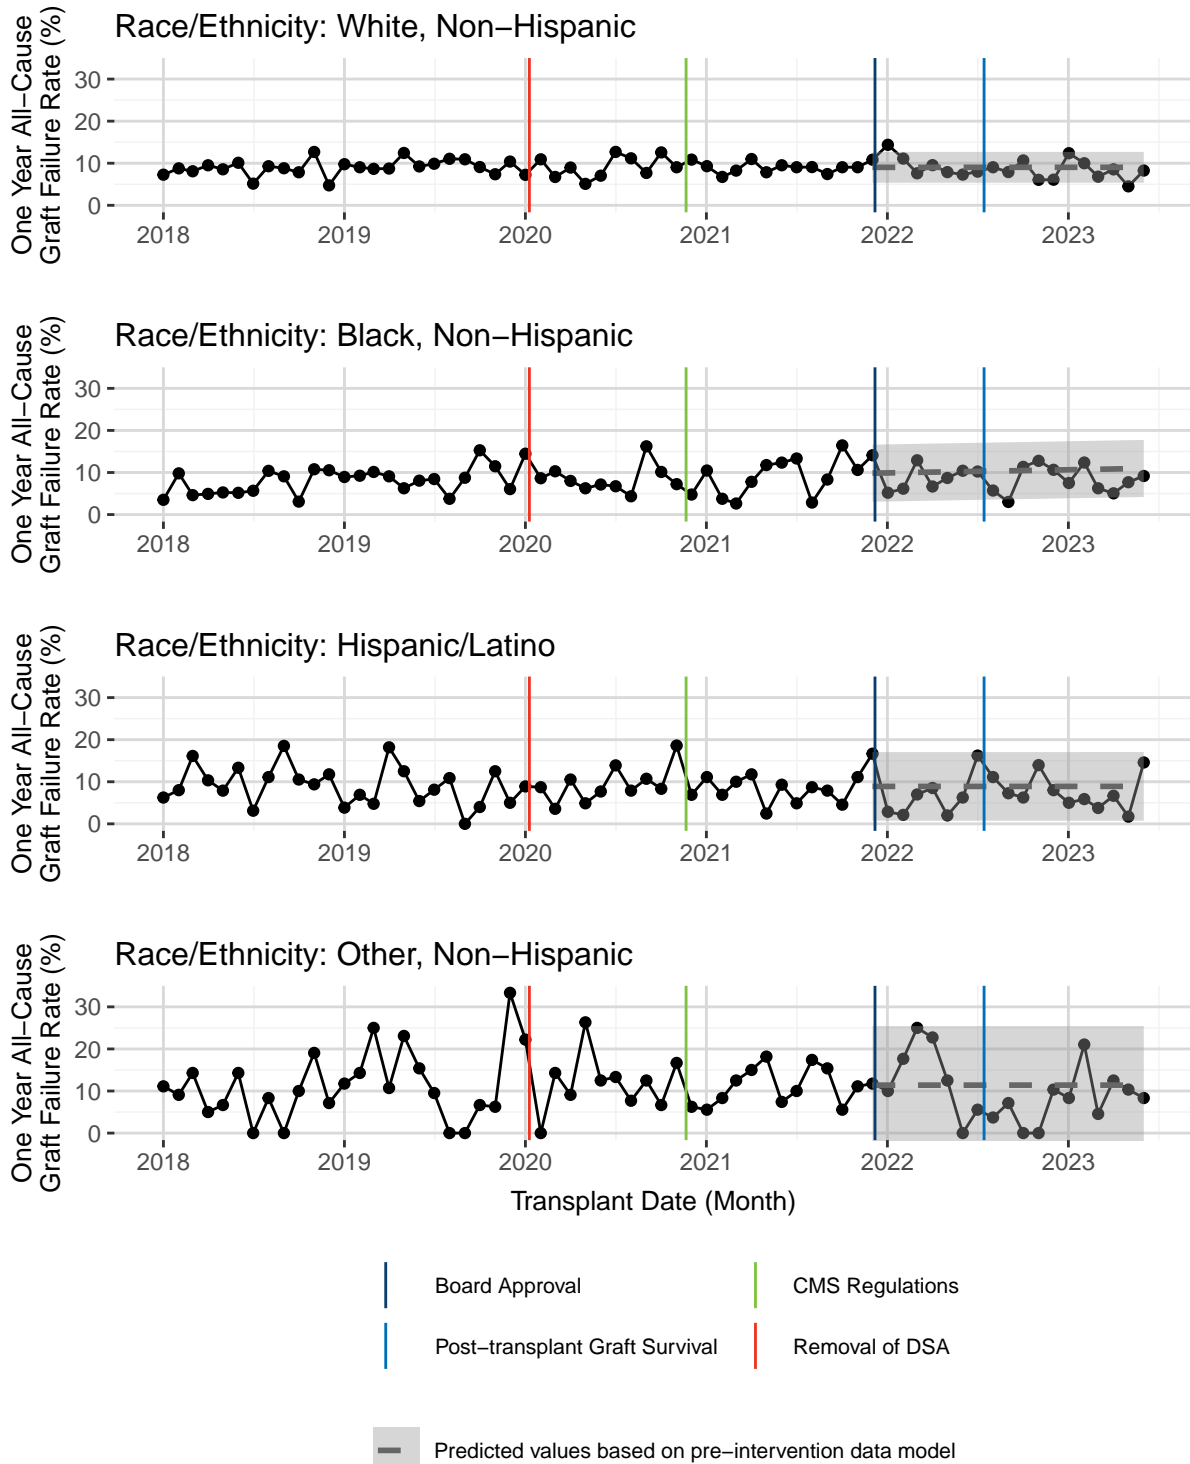 Race/Ethnicity: White, Non−Hispanic
One Year All−Cause
Graft Failure Rate (%)
30
20
10
0
2018 2019 2020 2021 2022 2023
Race/Ethnicity: Black, Non−Hispanic
One Year All−Cause
Graft Failure Rate (%)
30
20
10
0
2018 2019 2020 2021 2022 2023
Race/Ethnicity: Hispanic/Latino
One Year All−Cause
Graft Failure Rate (%)
30
20
10
0
2018 2019 2020 2021 2022 2023
Race/Ethnicity: Other, Non−Hispanic
One Year All−Cause
Graft Failure Rate (%)
30
20
10
0
2018 2019 2020 2021 2022 2023
Transplant Date (Month)
Board Approval CMS Regulations
Post−transplant Graft Survival Removal of DSA
Predicted values based on pre−intervention data model